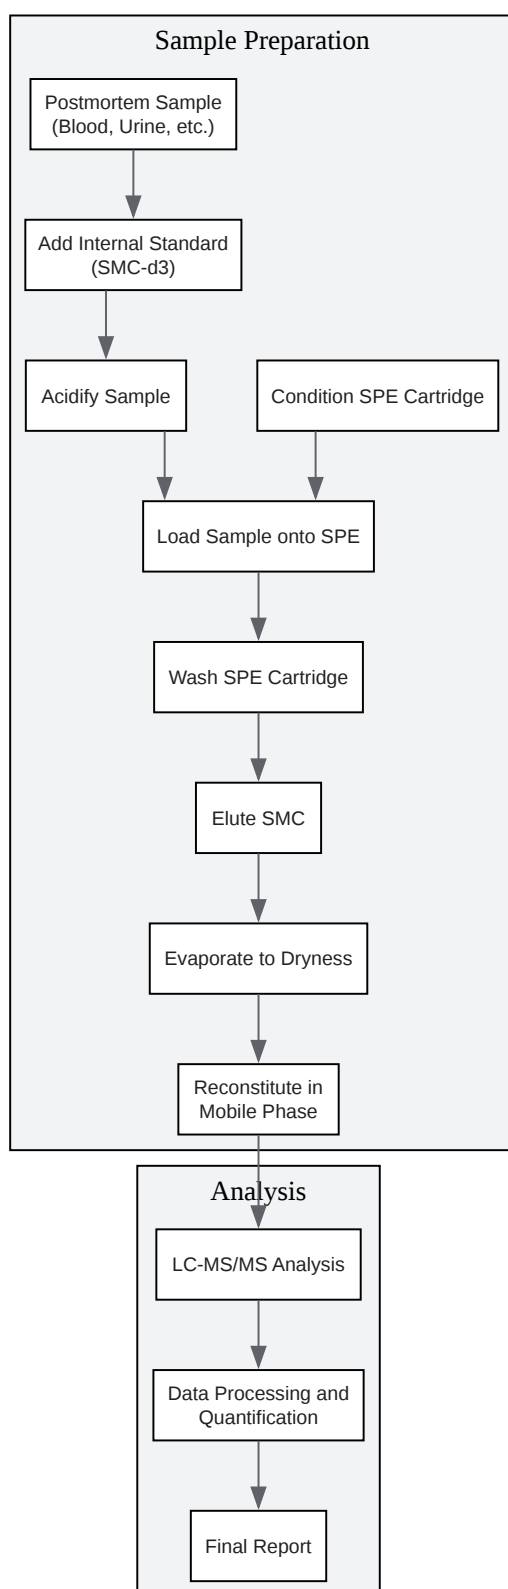 Sample Preparation
Postmortem Sample
(Blood, Urine, etc.)
Add Internal Standard
(SMC-d3)
Acidify Sample
Condition SPE Cartridge
Load Sample onto SPE
Wash SPE Cartridge
Elute SMC
Evaporate to Dryness
Reconstitute in
Mobile Phase
Analysis
LC-MS/MS Analysis
Data Processing and
Quantification
Final Report